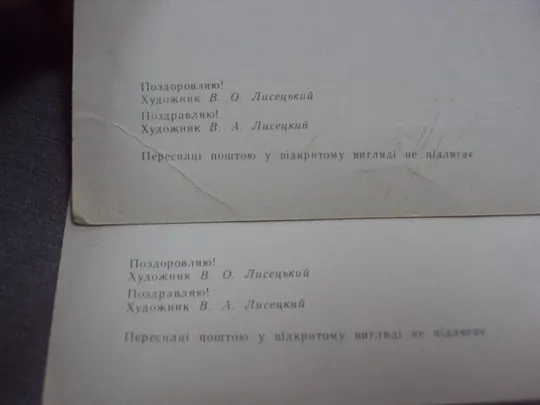 Поздоровляю!
Художник В. О. Лисецький
Поздравляю!
Художник В. А. Лисецкий
Пересилці поштою у відкритому вигляді не підлягає
Поздоровляю!
Художник В. О. Лисецький
Поздравляю!
Художник В. А. Лисецкий
Пересилці поштою у відкритому вигляді не підлягає